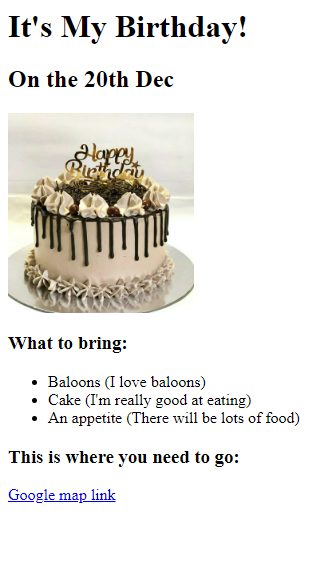 It's My Birthday!
On the 20th Dec
Happy
Birthday
What to bring:
Baloons (I love baloons)
Cake (I'm really good at eating)
An appetite (There will be lots of food)
This is where you need to go:
Google map link